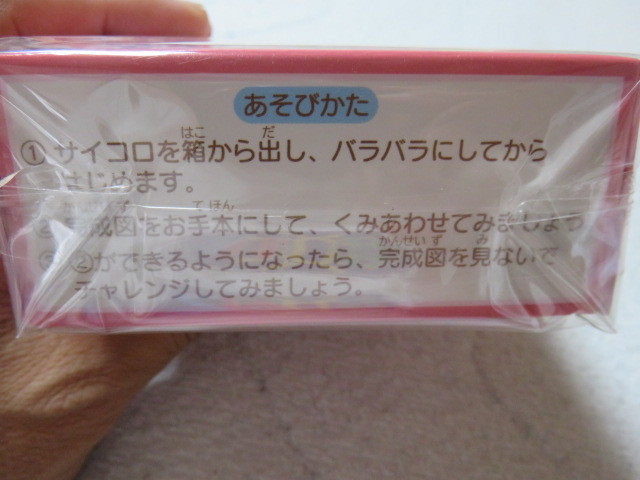 あそびかた
① サイコロを箱から出し、バラバラにしてから
はじめます。
② 完成図をお手本にして、くみあわせてみましょう
③ ②ができるようになったら、完成図を見ないで
チャレンジしてみましょう。